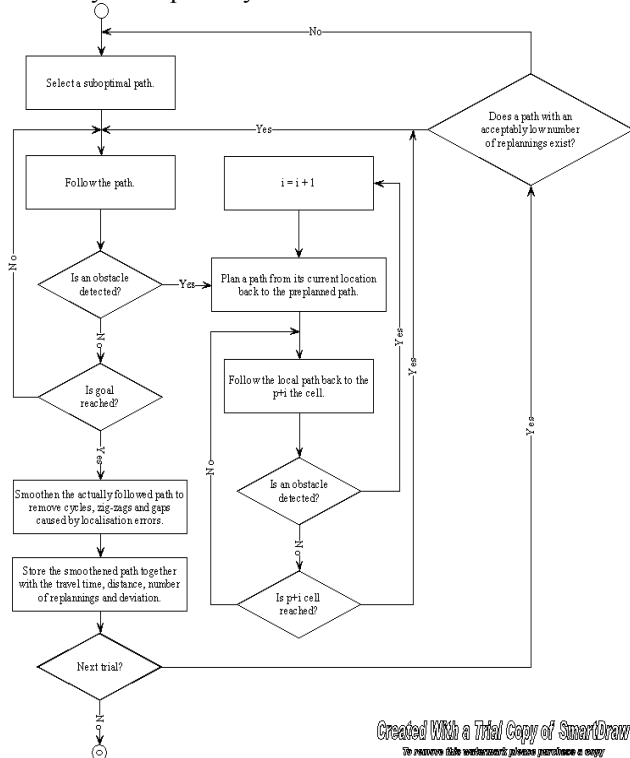 No
Select a suboptimal path.
Does a path with an
acceptably low number
of replannings exist?
Yes
Follow the path.
i = i + 1
No
Is an obstacle
detected?
Yes
Plan a path from its current location
back to the preplanned path.
No
Yes
Yes
Is goal
reached?
Follow the local path back to the
p+i the cell.
Yes
Yes
No
Smoothen the actually followed path to
remove cycles, zig-zags and gaps
caused by localisation errors.
Is an obstacle
detected?
No
Store the smoothened path together
with the travel time, distance, number
of replannings and deviation.
Is p+i cell
reached?
Next trial?
No
Created With a Trial Copy of SmartDraw
To remove this watermark please purchase a copy